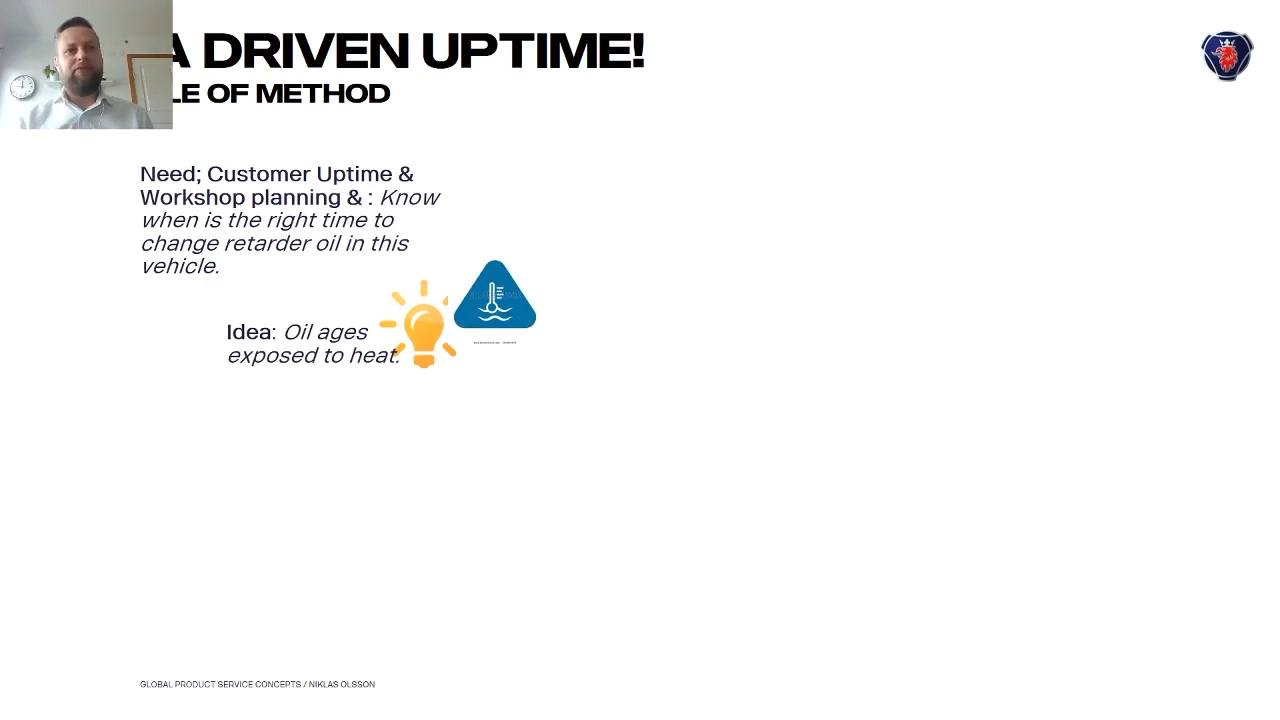 A DRIVEN UPTIME!
LE OF METHOD
Need; Customer Uptime &
Workshop planning & : Know
when is the right time to
change retarder oil in this
vehicle.
Idea: Oil ages
exposed to heat.
GLOBAL PRODUCT SERVICE CONCEPTS / NIKLAS OLSSON